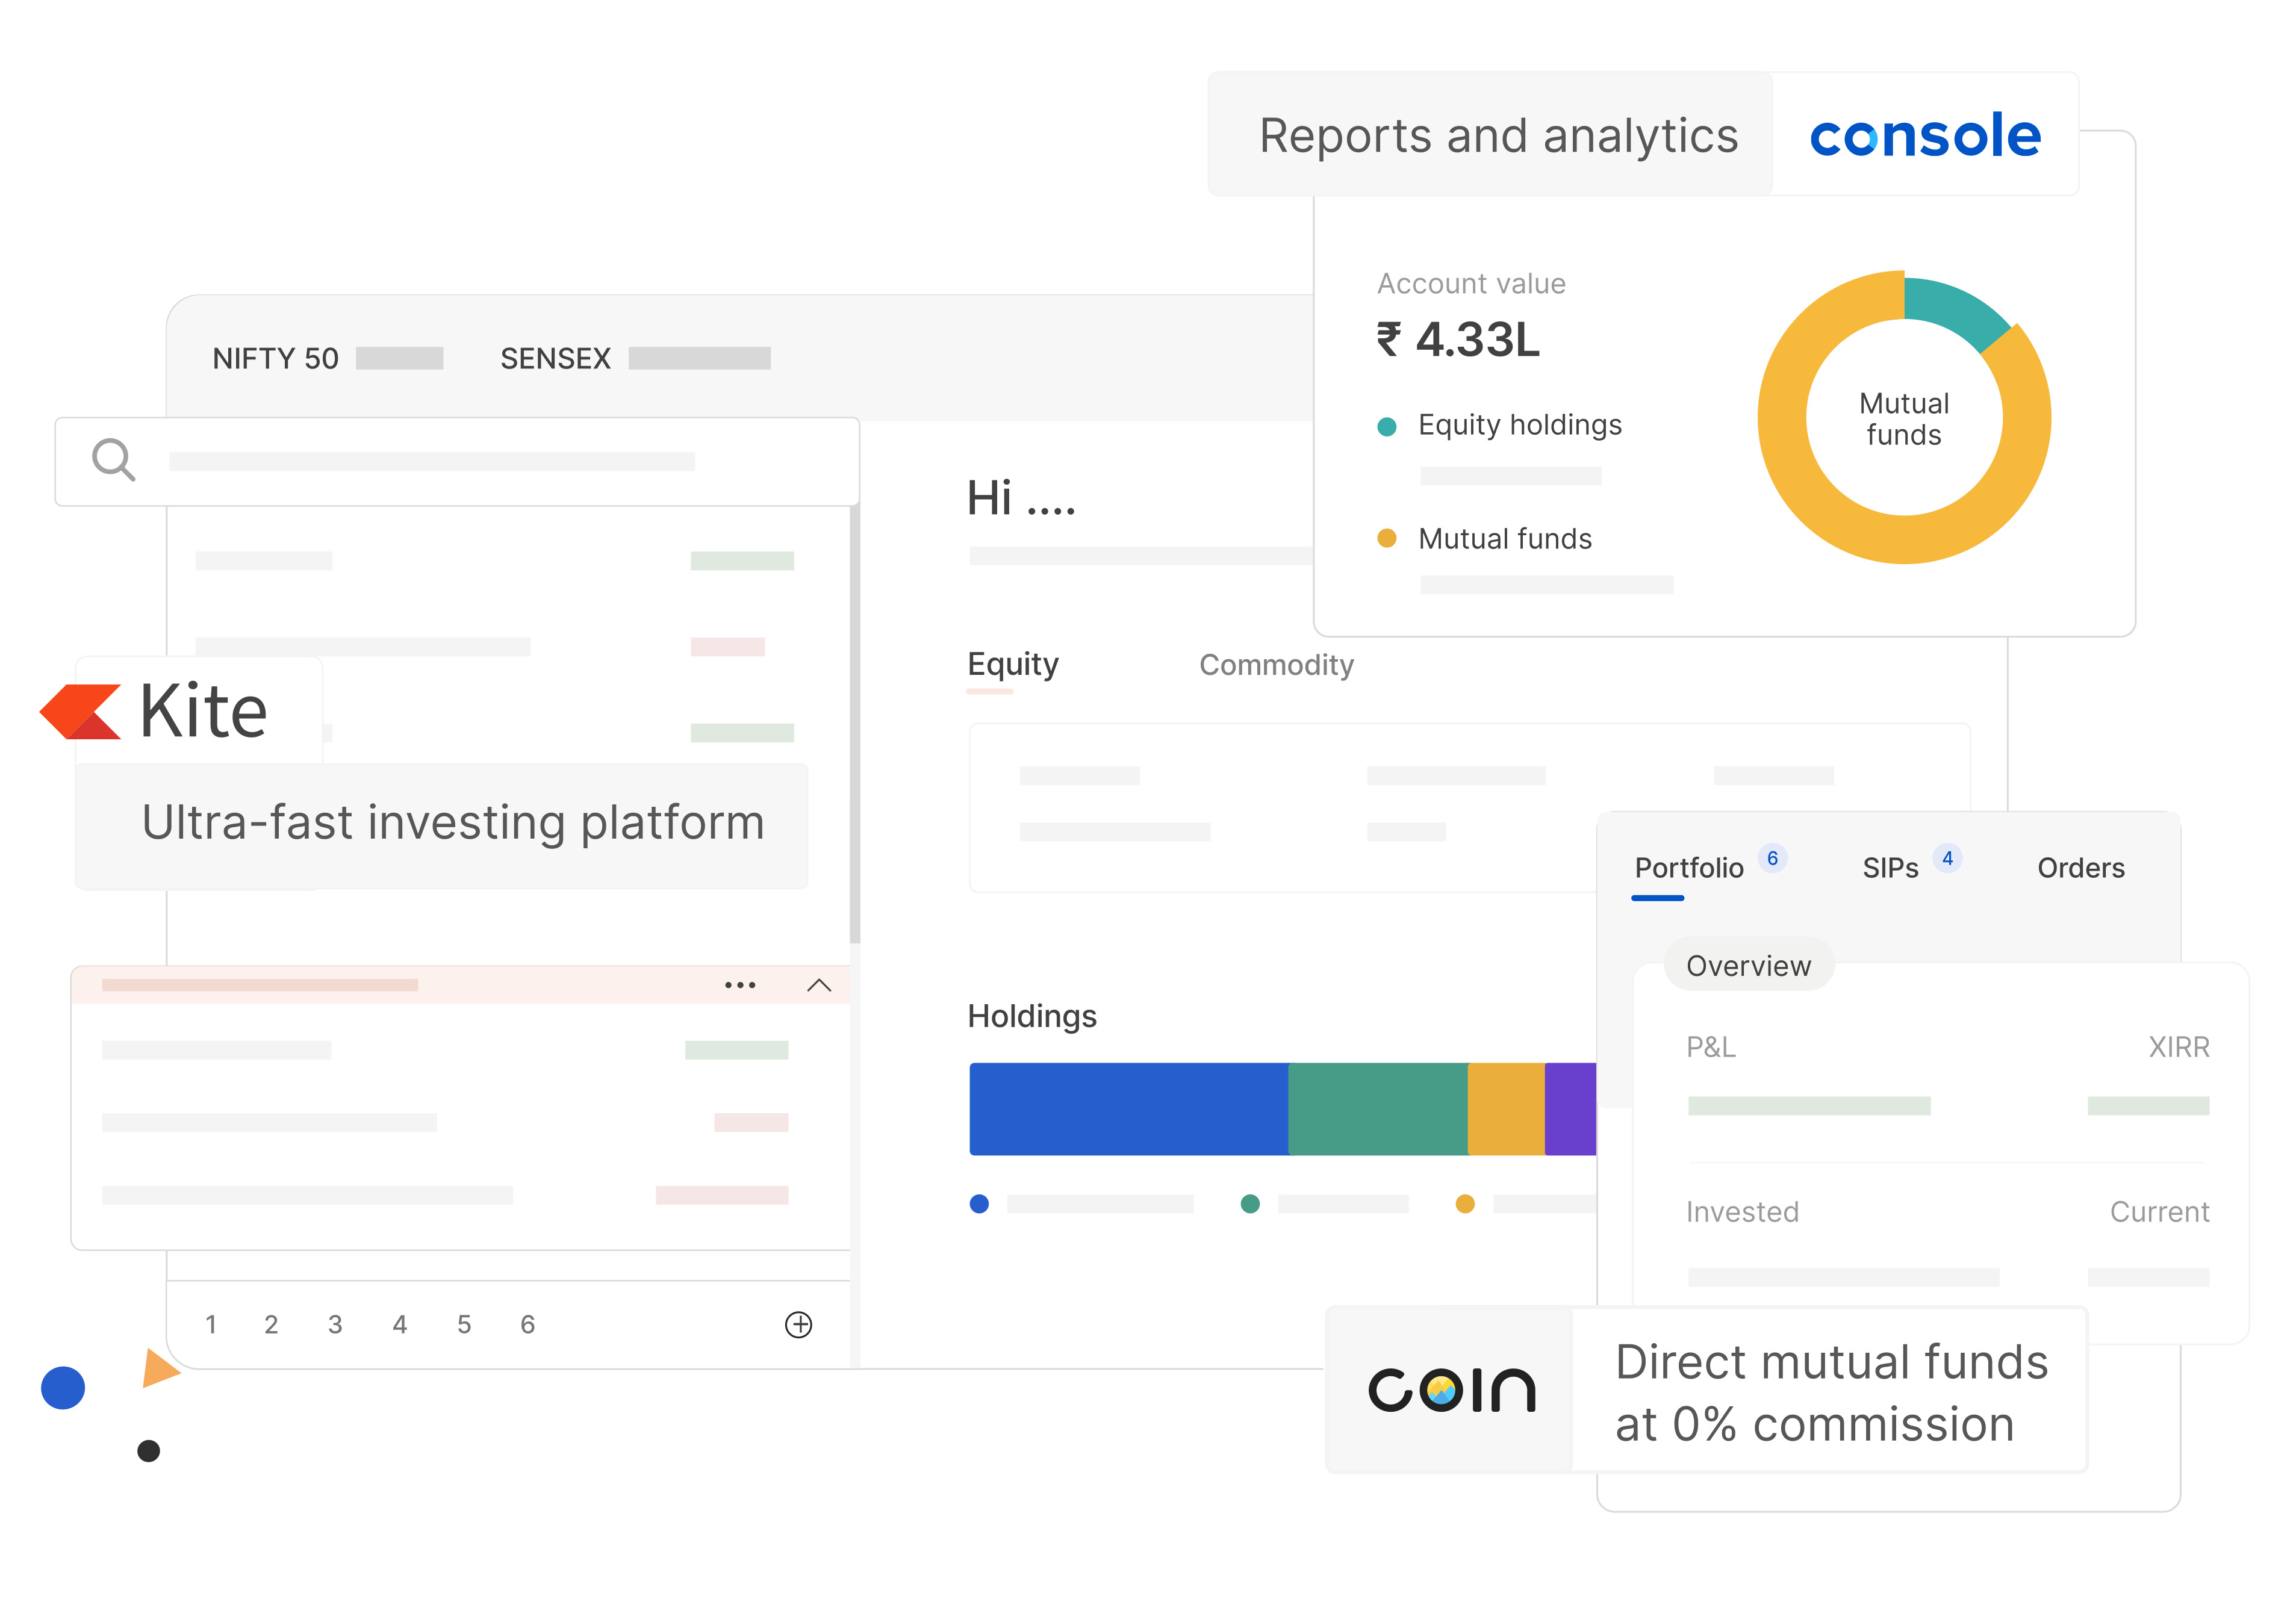 Reports and analytics
console
Account value
₹ 4.33L
Equity holdings
Mutual funds
Mutual
funds
NIFTY 50
SENSEX
Hi ....
Equity
Commodity
Kite
Ultra-fast investing platform
Holdings
1 2 3 4 5 6
Portfolio 6
SIPs 4
Orders
Overview
P&L
XIRR
Invested
Current
coin
Direct mutual funds
at 0% commission